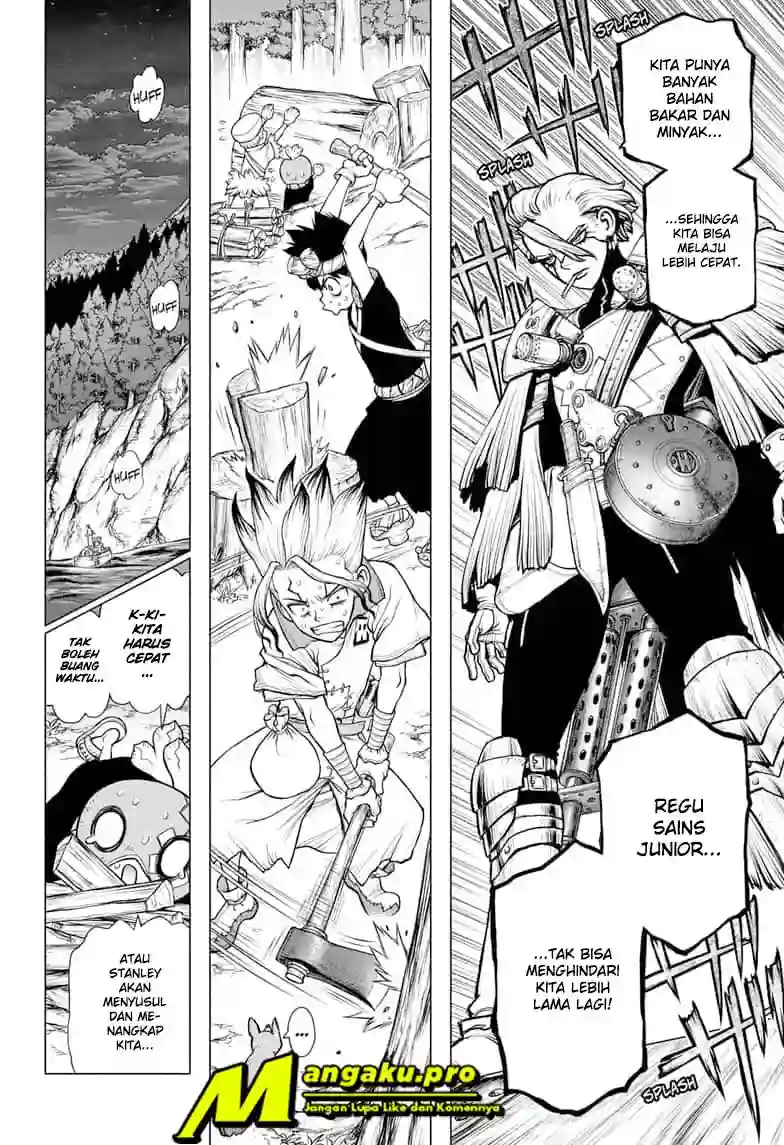 SPLASH
KITA PUNYA
BANYAK
BAHAN
BAKAR DAN
MINYAK...
SPLASH
...SEHINGGA
KITA BISA
MELAJU
LEBIH CEPAT.
REGU
SAINS
JUNIOR...
...TAK BISA
MENGHINDARI
KITA LEBIH
LAMA LAGI!
SPLASH
...
HUFF
HUFF
HUFF
K-KI-
KITA
HARUS
CEPAT
...
TAK
BOLEH
BUANG
WAKTU...
ATAU
STANLEY
AKAN
MENYUSUL
DAN ME-
NANGKAP
KITA...
Mangaku.pro
Jangan Lupa Like dan Komennya